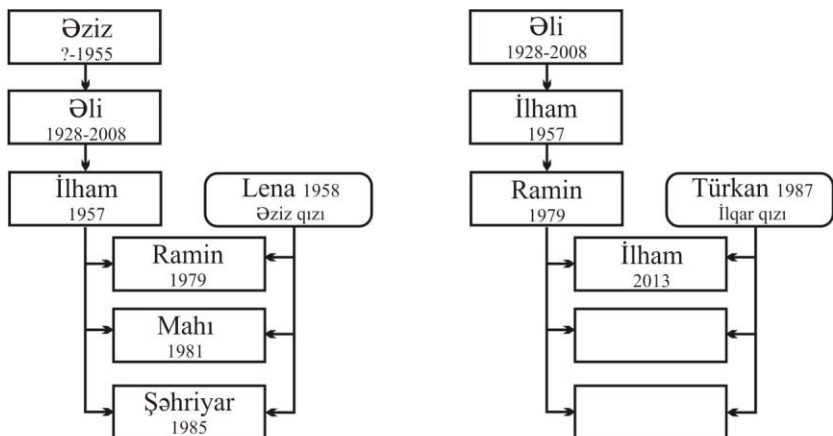 Əziz
?-1955
Əli
1928-2008
İlham
1957
Lena 1958
Əziz qızı
Ramin
1979
Mahı
1981
Şəhriyar
1985
Əli
1928-2008
İlham
1957
Ramin
1979
Türkan 1987
İlqar qızı
İlham
2013